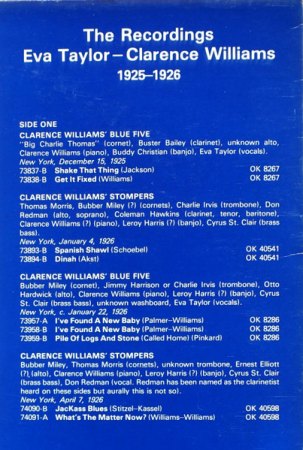 The Recordings
Eva Taylor–Clarence Williams
1925–1926
SIDE ONE
CLARENCE WILLIAMS' BLUE FIVE
"Big Charlie Thomas" (cornet), Buster Bailey (clarinet), unknown alto,
Clarence Williams (piano), Buddy Christian (banjo), Eva Taylor (vocals).
New York, December 15, 1925
73837-B Shake That Thing (Jackson) OK 8267
73838-B Get It Fixed (Williams) OK 8267
CLARENCE WILLIAMS' STOMPERS
Thomas Morris, Bubber Miley (?) (cornets), Charlie Irvis (trombone), Don
Redman (alto, soprano), Coleman Hawkins (clarinet, tenor, baritone),
Clarence Williams (?) (piano), Leroy Harris (?) (banjo), Cyrus St. Clair (brass
bass).
New York, January 4, 1926
73893-B Spanish Shawl (Schoebel) OK 40541
73894-B Dinah (Akst) OK 40541
CLARENCE WILLIAMS' BLUE FIVE
Bubber Miley (cornet), Jimmy Harrison or Charlie Irvis (trombone), Otto
Hardwick (alto), Clarence Williams (piano), Leroy Harris (?) (banjo), Cyrus
St. Clair (brass bass), unknown washboard, Eva Taylor (vocals).
New York, c. January 22, 1926
73957-A I've Found A New Baby (Palmer–Williams) OK 8286
73958-B I've Found A New Baby (Palmer–Williams) OK 8286
73959-B Pile Of Logs And Stone (Called Home) (Pinkard) OK 8286
CLARENCE WILLIAMS' STOMPERS
Bubber Miley, Thomas Morris (cornets), unknown trombone, Ernest Elliott
(?) (alto), Clarence Williams (piano), Leroy Harris (?) (banjo), Cyrus St. Clair
(brass bass), Don Redman (vocal. Redman has been named as the clarinetist
heard on these sides but aurally this is not so).
New York, April 7, 1926
74090-B JacKass Blues (Stitzel–Kassel) OK 40598
74091-A What's The Matter Now? (Williams–Williams) OK 40598